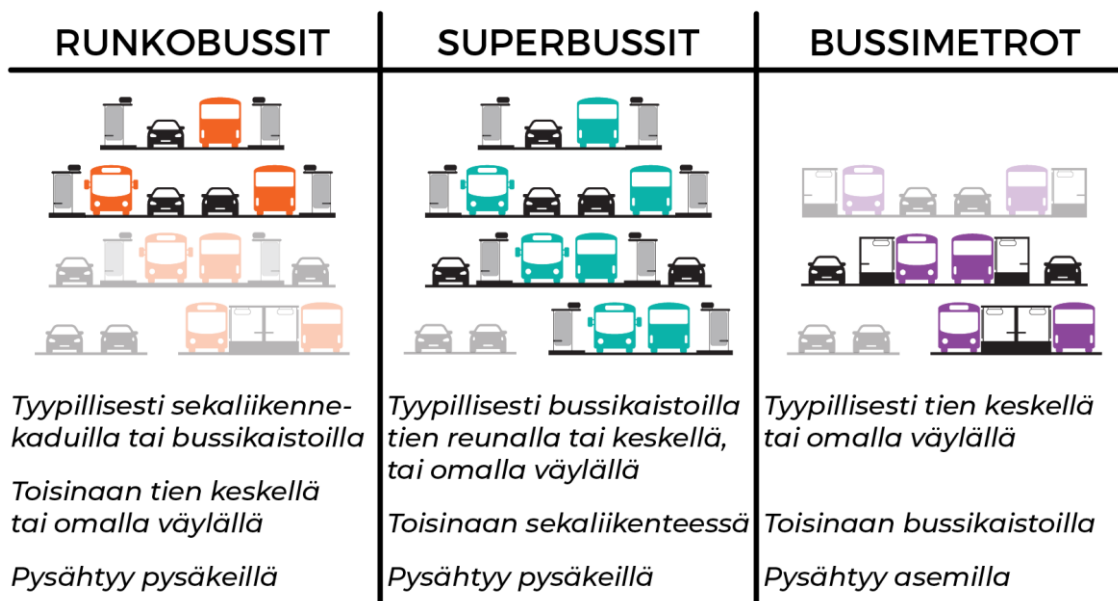 RUNKOBUSSIT
SUPERBUSSIT
BUSSIMETROT
Tyypillisesti sekaliikenne-
kaduilla tai bussikaistoilla
Toisinaan tien keskellä
tai omalla väylällä
Pysähtyy pysäkeillä
Tyypillisesti bussikaistoilla
tien reunalla tai keskellä,
tai omalla väylällä
Toisinaan sekaliikenteessä
Pysähtyy pysäkeillä
Tyypillisesti tien keskellä
tai omalla väylällä
Toisinaan bussikaistoilla
Pysähtyy asemilla